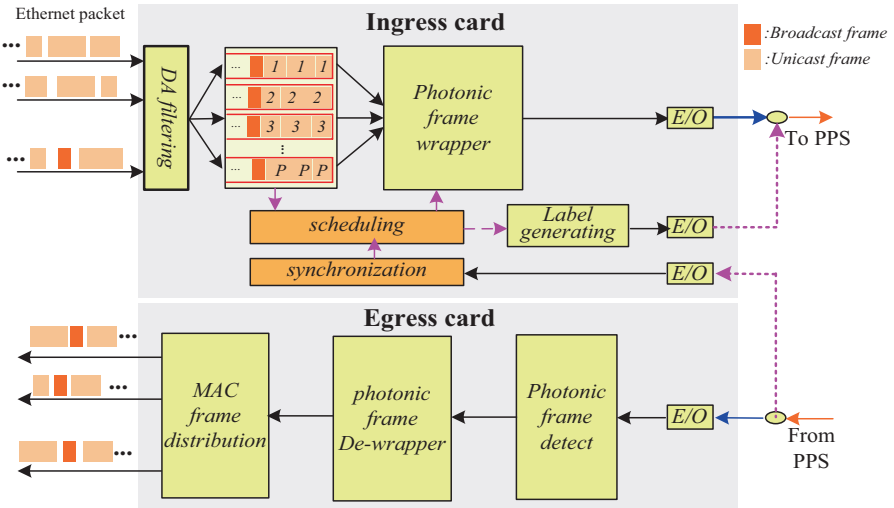 Ethernet packet
Ingress card
:Broadcast frame
:Unicast frame
...
...
...
DA filtering
... 1 1 1
... 2 2 2
... 3 3 3
...
... P P P
Photonic
frame
wrapper
E/O
To PPS
scheduling
Label
generating
E/O
synchronization
E/O
Egress card
...
...
...
MAC
frame
distribution
photonic
frame
De-wrapper
Photonic
frame
detect
E/O
From
PPS